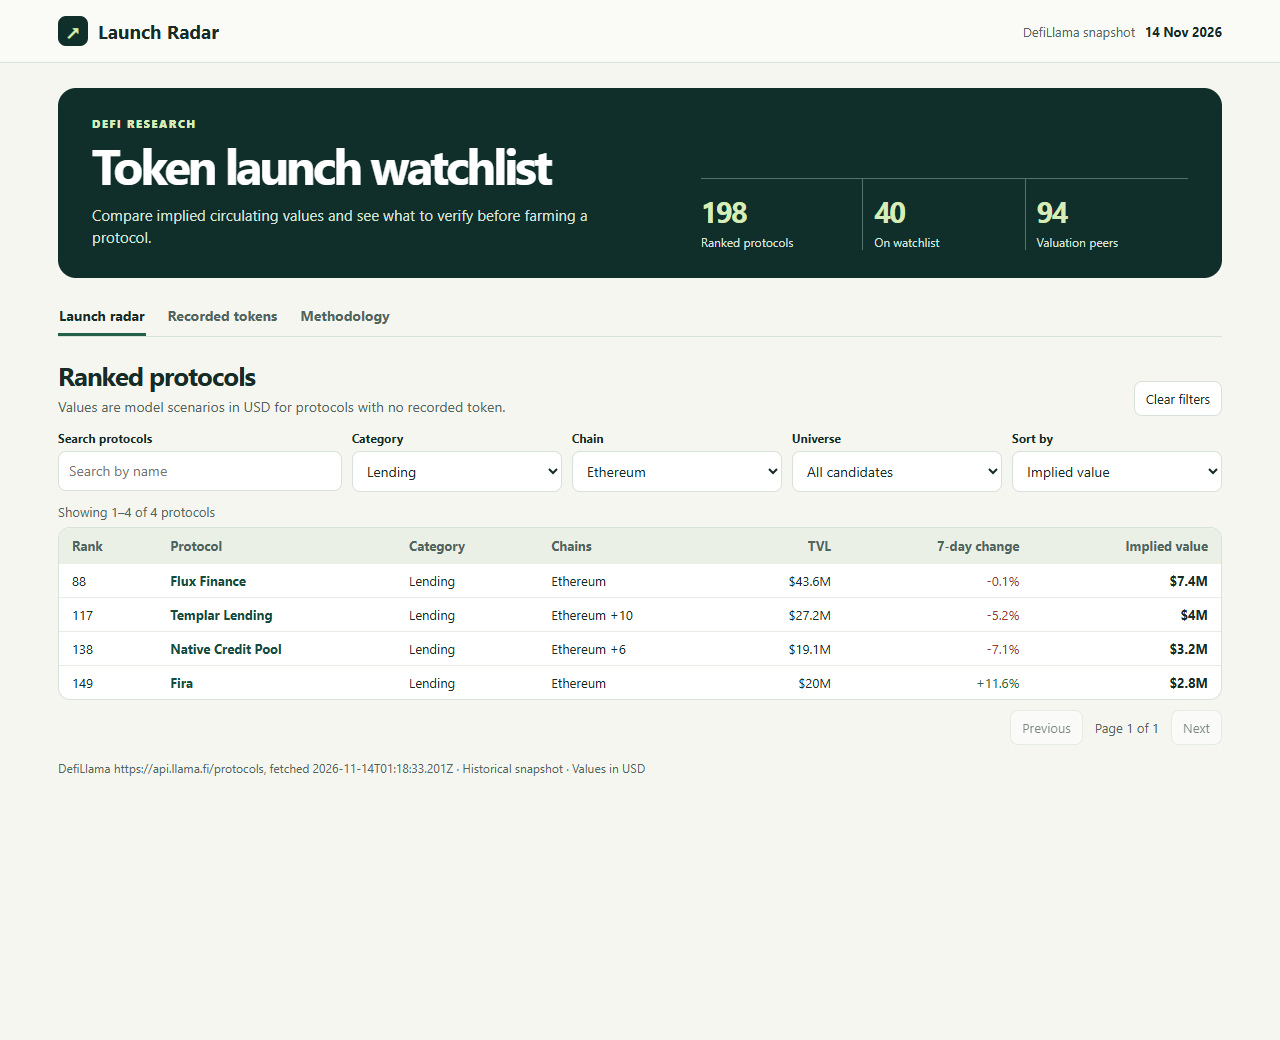 Launch Radar
DefiLlama snapshot 14 Nov 2026
DEFI RESEARCH
Token launch watchlist
Compare implied circulating values and see what to verify before farming a
protocol.
198
Ranked protocols
40
On watchlist
94
Valuation peers
Launch radar Recorded tokens Methodology
Ranked protocols
Values are model scenarios in USD for protocols with no recorded token.
Clear filters
Search protocols Category Chain Universe Sort by
Search by name Lending Ethereum All candidates Implied value
Showing 1–4 of 4 protocols
Rank Protocol Category Chains TVL 7-day change Implied value
88 Flux Finance Lending Ethereum $43.6M -0.1% $7.4M
117 Templar Lending Lending Ethereum +10 $27.2M -5.2% $4M
138 Native Credit Pool Lending Ethereum +6 $19.1M -7.1% $3.2M
149 Fira Lending Ethereum $20M +11.6% $2.8M
Previous Page 1 of 1 Next
DefiLlama https://api.llama.fi/protocols, fetched 2026-11-14T01:18:33.201Z · Historical snapshot · Values in USD